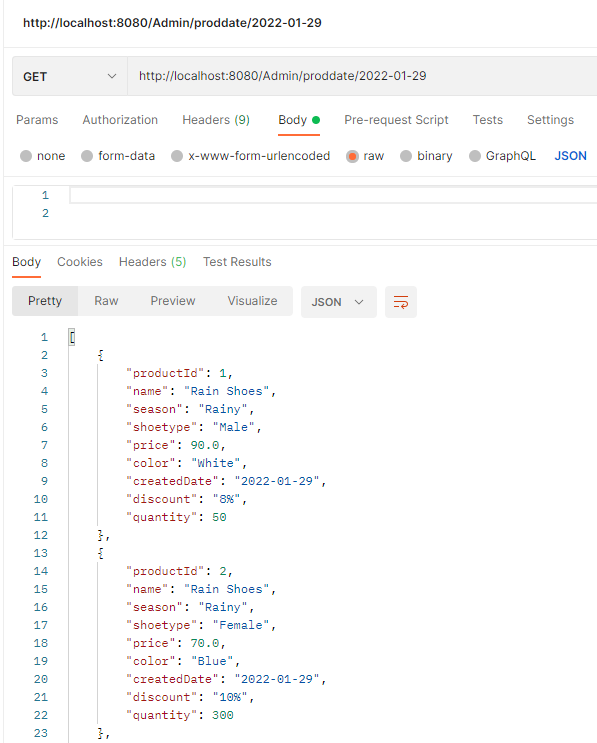 http://localhost:8080/Admin/proddate/2022-01-29
GET http://localhost:8080/Admin/proddate/2022-01-29
Params Authorization Headers (9) Body Pre-request Script Tests Settings
none form-data x-www-form-urlencoded raw binary GraphQL JSON
1
2
Body Cookies Headers (5) Test Results
Pretty Raw Preview Visualize JSON
1 [
2 {
3 "productId": 1,
4 "name": "Rain Shoes",
5 "season": "Rainy",
6 "shoetype": "Male",
7 "price": 90.0,
8 "color": "White",
9 "createdDate": "2022-01-29",
10 "discount": "8%",
11 "quantity": 50
12 },
13 {
14 "productId": 2,
15 "name": "Rain Shoes",
16 "season": "Rainy",
17 "shoetype": "Female",
18 "price": 70.0,
19 "color": "Blue",
20 "createdDate": "2022-01-29",
21 "discount": "10%",
22 "quantity": 300
23 },